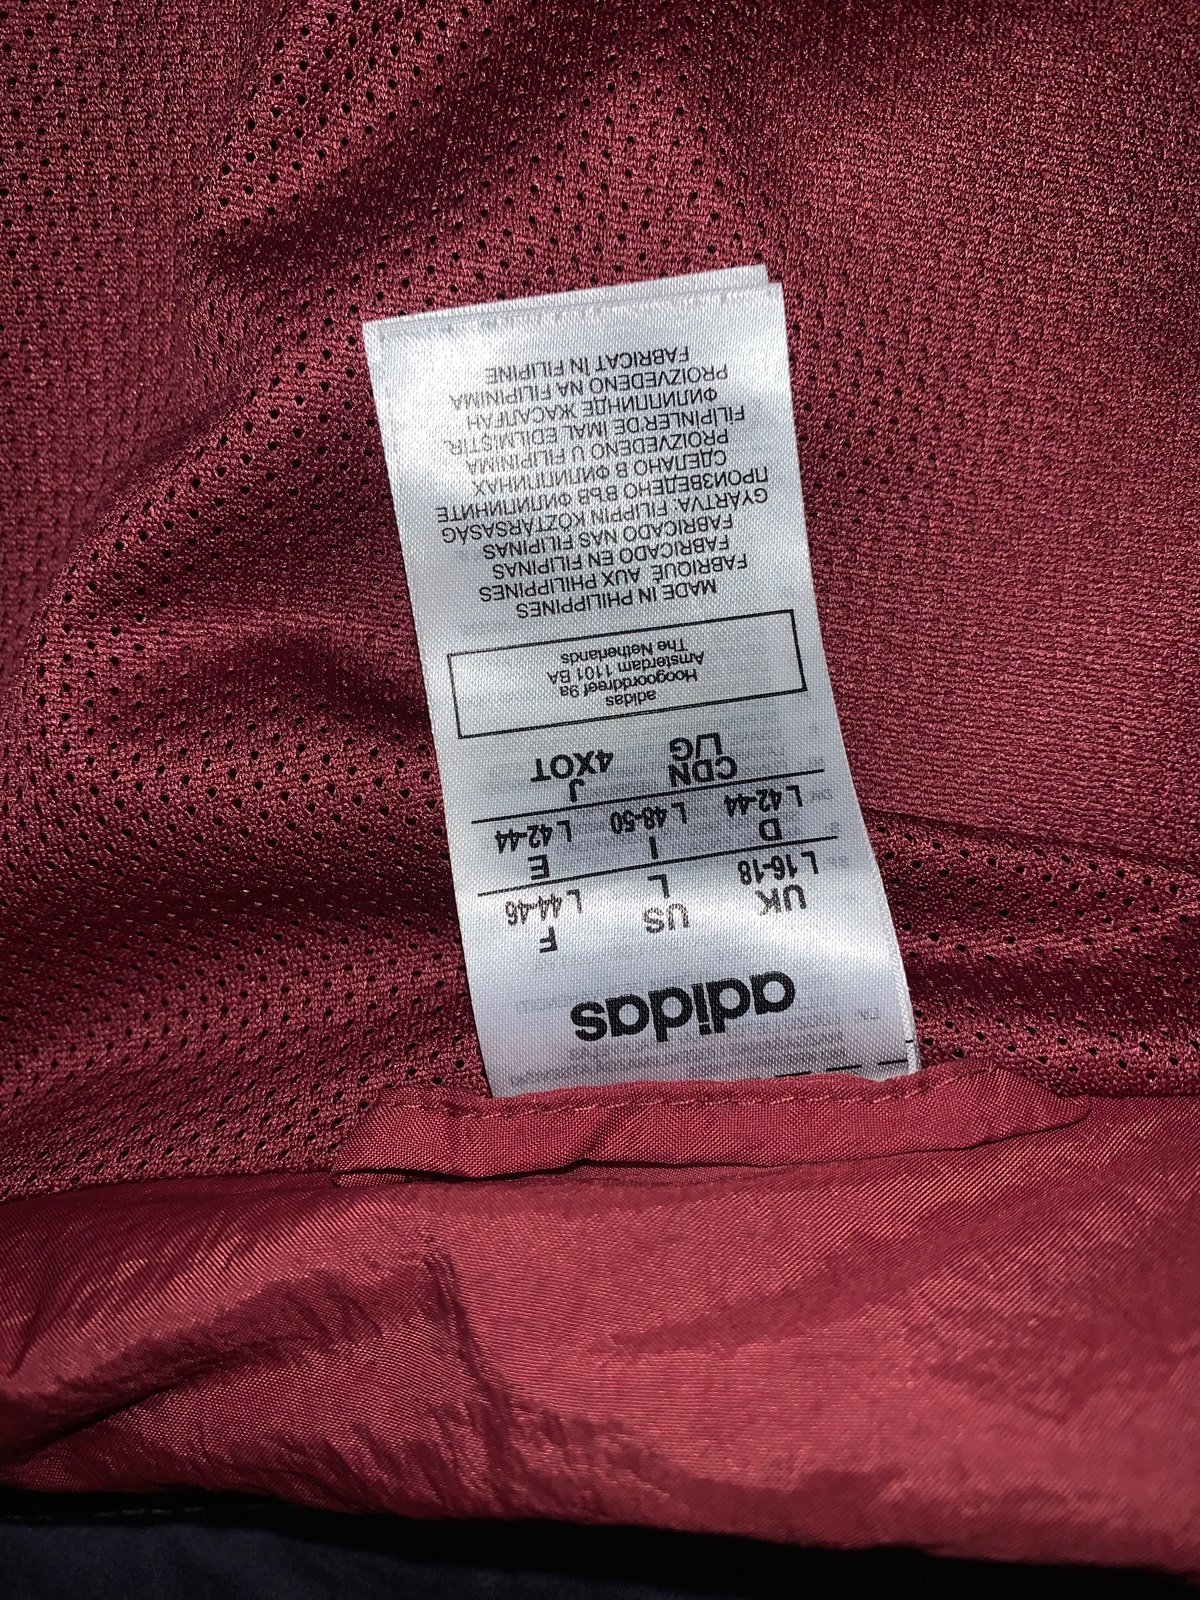 adidas
UK US F
L 16-18 L L 44-46
D I E
L 42-44 L 48-50 L 42-44
CDN J
L/G 4XOT
adidas
Hoogoorddreef 9a
Amsterdam 1101 BA
The Netherlands
MADE IN PHILIPPINES
FABRIQUÉ AUX PHILIPPINES
FABRICADO EN FILIPINAS
FABRICADO NAS FILIPINAS
GYÁRTVA: FILIPPIN KÖZTÁRSASÁG
ПРОИЗВЕДЕНО ВЪВ ФИЛИПИНИТЕ
СДЕЛАНО В ФИЛИППИНАХ
PROIZVEDENO U FILIPINIMA
FİLİPİNLER'DE İMAL EDİLMİŞTİR.
ФИЛИППИНДЕ ЖАСАЛҒАН
PROIZVEDENO NA FILIPINIMA
FABRICAT ÎN FILIPINE